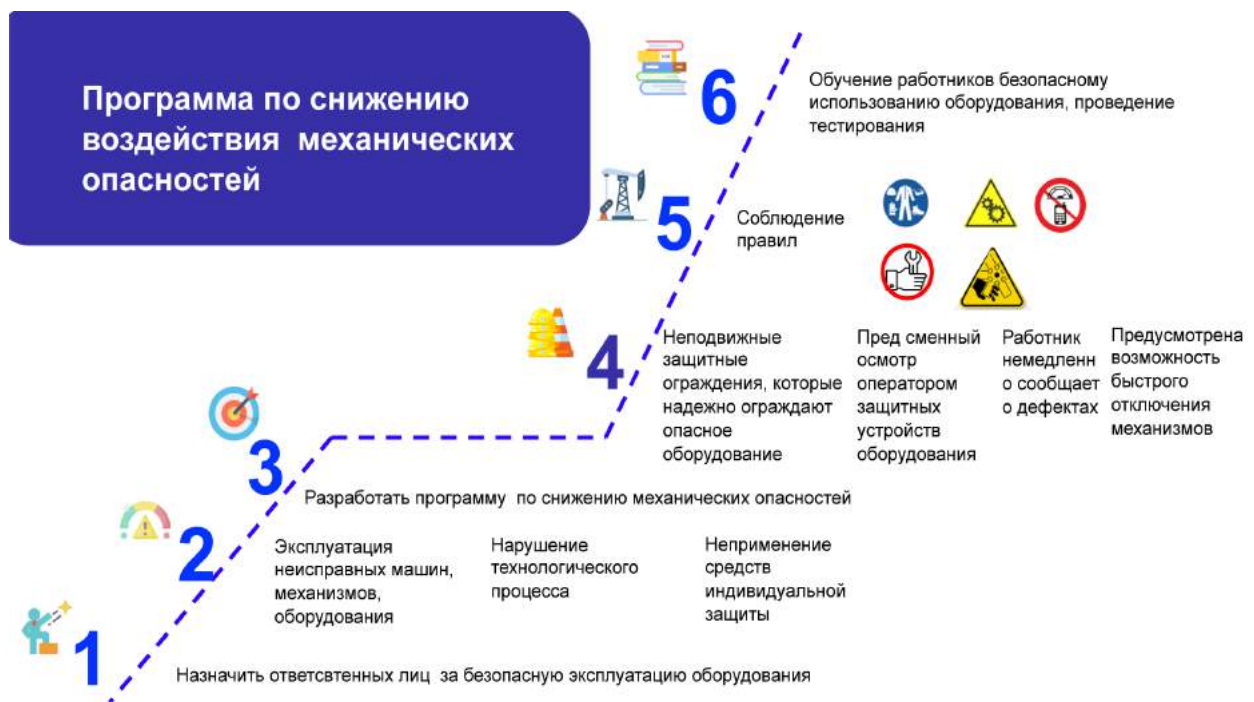 Программа по снижению
воздействия механических
опасностей
6
Обучение работников безопасному
использованию оборудования, проведение
тестирования
5
Соблюдение
правил
4
Неподвижные
защитные
ограждения, которые
надежно ограждают
опасное
оборудование
Пред сменный
осмотр
оператором
защитных
устройств
оборудования
Работник
немедленн
о сообщает
о дефектах
Предусмотрена
возможность
быстрого
отключения
механизмов
3
Разработать программу по снижению механических опасностей
2
Эксплуатация
неисправных машин,
механизмов,
оборудования
Нарушение
технологического
процесса
Неприменение
средств
индивидуальной
защиты
1
Назначить ответсвтенных лиц за безопасную эксплуатацию оборудования